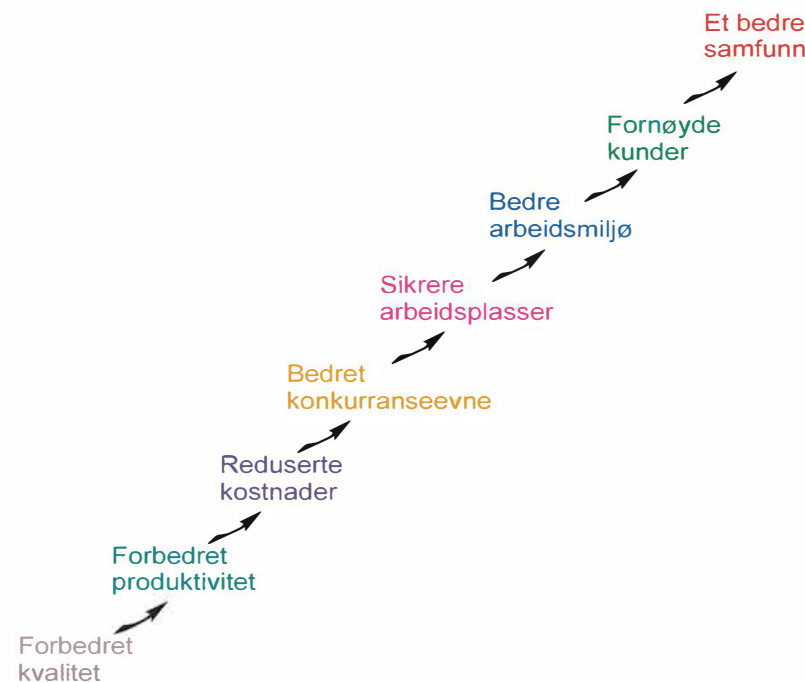 Et bedre
samfunn
Fornøyde
kunder
Bedre
arbeidsmiljø
Sikrere
arbeidsplasser
Bedret
konkurranseevne
Reduserte
kostnader
Forbedret
produktivitet
Forbedret
kvalitet